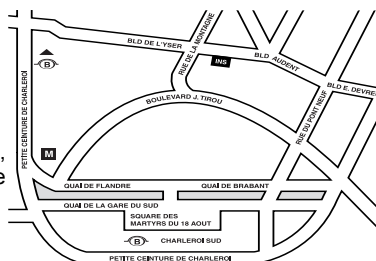 BLD DE L'YSER
RUE DE LA MONTAGNE
INS
BLD AUDENT
BLD E. DEVRE
B
PETITE CEINTURE DE CHARLEROI
BOULEVARD J. TIROU
RUE DU PONT NEUF
M
,
e
QUAI DE FLANDRE
QUAI DE BRABANT
QUAI DE LA GARE DU SUD
SQUARE DES
MARTYRS DU 18 AOUT
B
CHARLEROI SUD
PETITE CEINTURE DE CHARLEROI